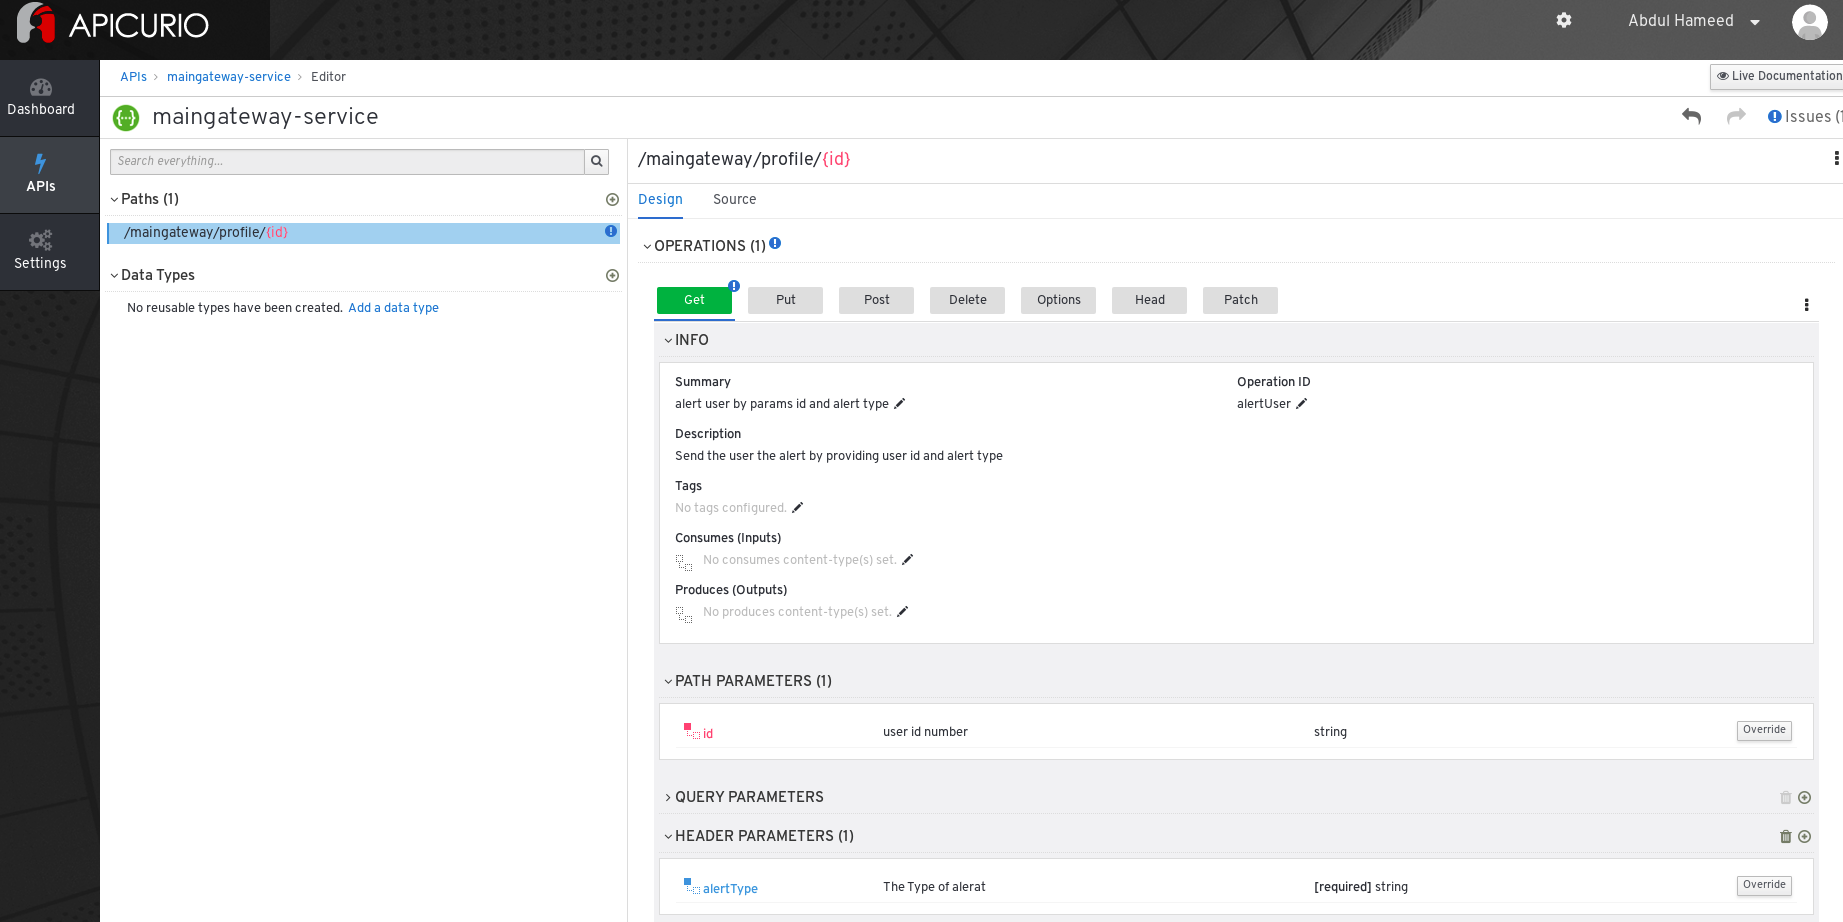 APICURIO
Abdul Hameed
Dashboard
APIs
Settings
APIs > maingateway-service > Editor
Live Documentation
maingateway-service
Issues (1
Search everything...
Paths (1)
/maingateway/profile/{id}
Data Types
No reusable types have been created. Add a data type
/maingateway/profile/{id}
Design Source
OPERATIONS (1)
Get Put Post Delete Options Head Patch
INFO
Summary Operation ID
alert user by params id and alert type alertUser
Description
Send the user the alert by providing user id and alert type
Tags
No tags configured.
Consumes (Inputs)
No consumes content-type(s) set.
Produces (Outputs)
No produces content-type(s) set.
PATH PARAMETERS (1)
id user id number string Override
QUERY PARAMETERS
HEADER PARAMETERS (1)
alertType The Type of alerat [required] string Override